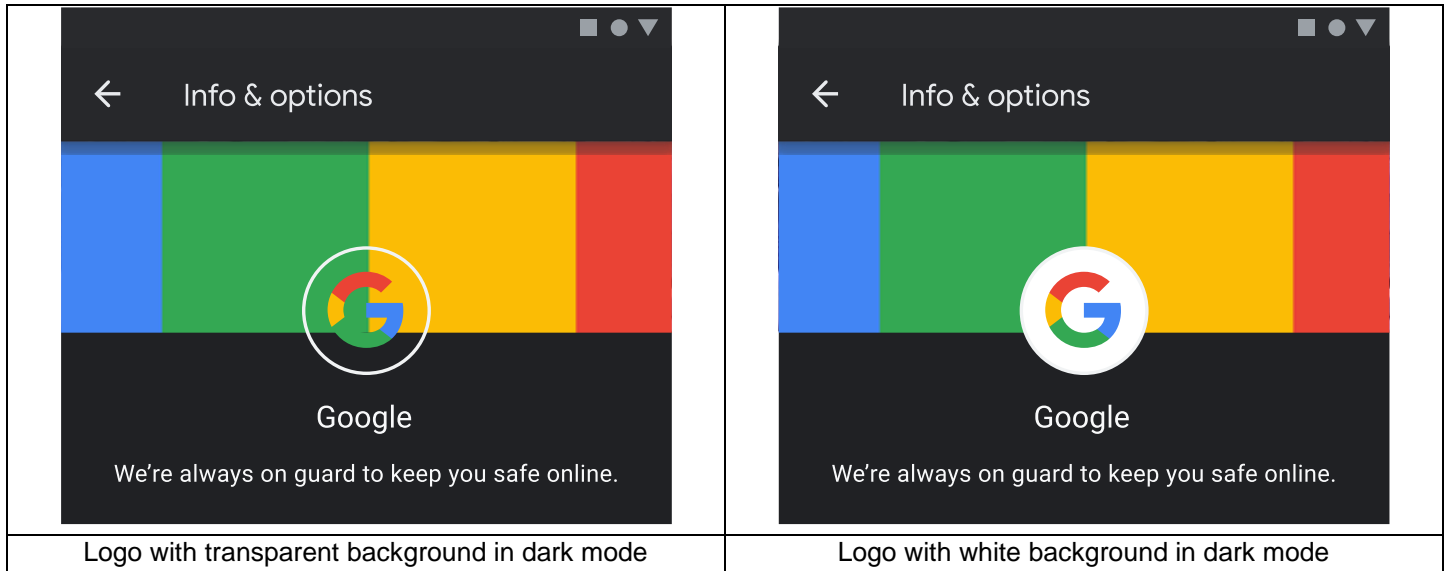 Info & options
Google
We’re always on guard to keep you safe online.
Logo with transparent background in dark mode
Info & options
Google
We’re always on guard to keep you safe online.
Logo with white background in dark mode